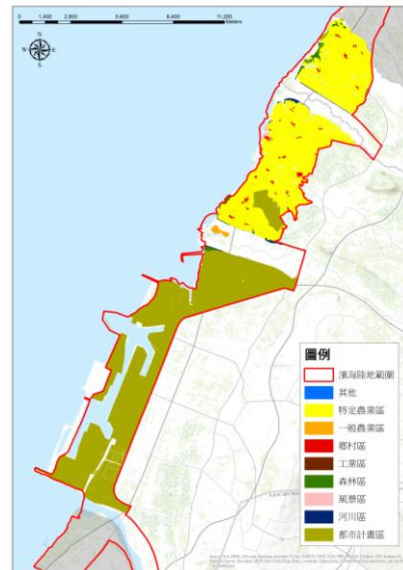 0 1,400 2,800 5,600 8,400 11,200
Meters
N
W E
S
圖例
濱海陸地範圍
其他
特定農業區
一般農業區
鄉村區
工業區
森林區
風景區
河川區
都市計畫區